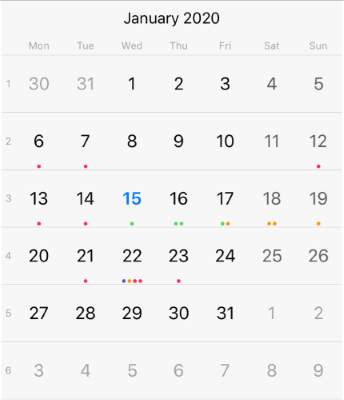 January 2020
Mon Tue Wed Thu Fri Sat Sun
1 30 31 1 2 3 4 5
2 6 7 8 9 10 11 12
3 13 14 15 16 17 18 19
4 20 21 22 23 24 25 26
5 27 28 29 30 31 1 2
6 3 4 5 6 7 8 9